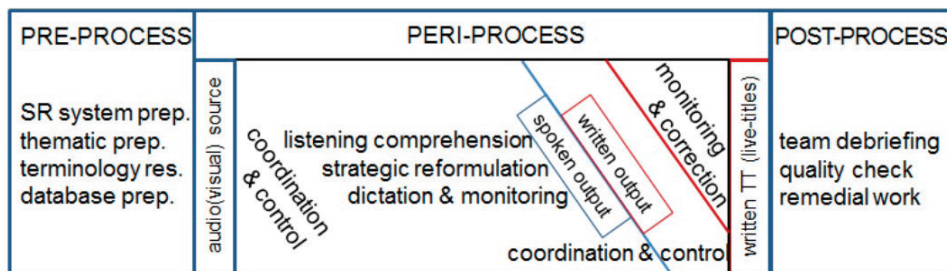 PRE-PROCESS
SR system prep.
thematic prep.
terminology res.
database prep.
PERI-PROCESS
audio(visual) source
coordination
& control
listening comprehension
strategic reformulation
dictation & monitoring
spoken output
written output
monitoring
& correction
coordination & control
written TT (live-titles)
POST-PROCESS
team debriefing
quality check
remedial work